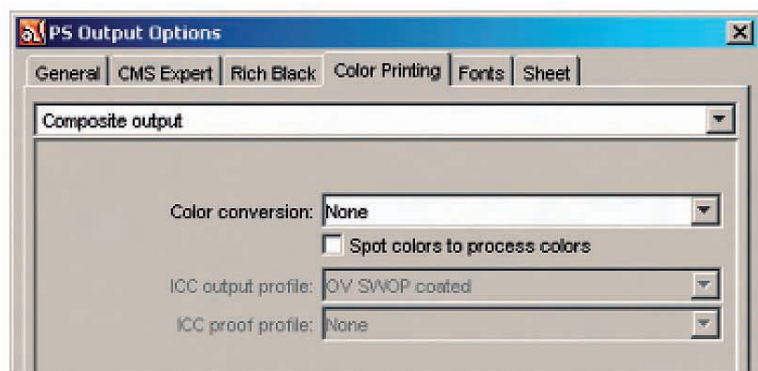 PS Output Options
General CMS Expert Rich Black Color Printing Fonts Sheet
Composite output
Color conversion: None
Spot colors to process colors
ICC output profile: OV SWOP coated
ICC proof profile: None